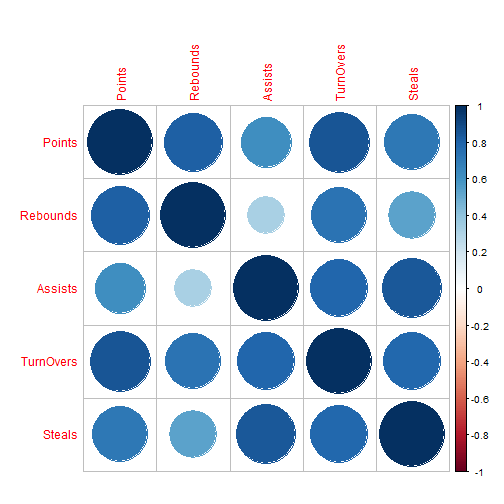 Points
Rebounds
Assists
TurnOvers
Steals
Points
Rebounds
Assists
TurnOvers
Steals
1
0.8
0.6
0.4
0.2
0
-0.2
-0.4
-0.6
-0.8
-1